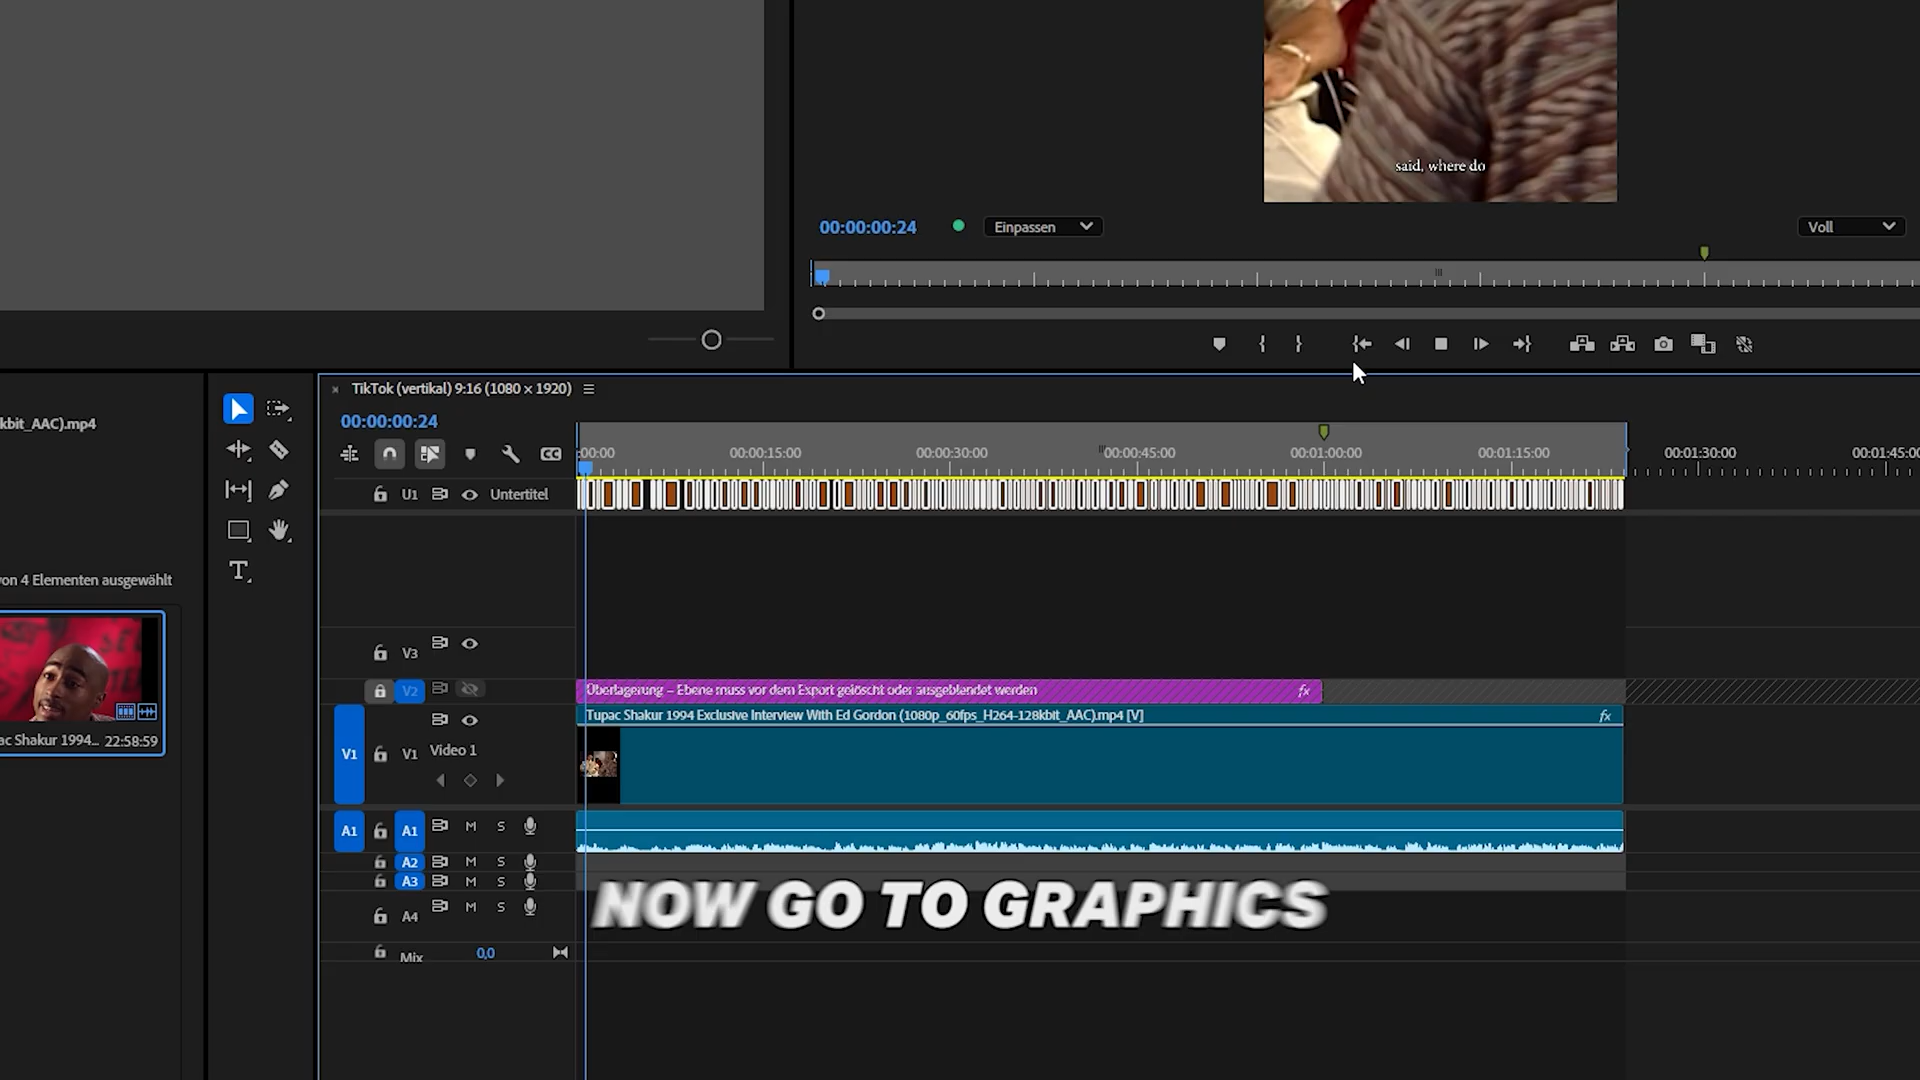 said, where do
00:00:00:24
Einpassen
Voll
TikTok (vertikal) 9:16 (1080 × 1920)
kbit_AAC).mp4
00:00:00:24
:00:00
00:00:15:00
00:00:30:00
00:00:45:00
00:01:00:00
00:01:15:00
00:01:30:00
00:01:45:00
CC
U1
Untertitel
von 4 Elementen ausgewählt
T
V3
V2
Überlagerung – Ebene muss vor dem Export gelöscht oder ausgeblendet werden
fx
Tupac Shakur 1994 Exclusive Interview With Ed Gordon (1080p_60fps_H264-128kbit_AAC).mp4 [V]
fx
ac Shakur 1994... 22:58:59
V1
V1
Video 1
A1
A1
M
S
A2
M
S
A3
M
S
A4
M
S
NOW GO TO GRAPHICS
Mix
0,0